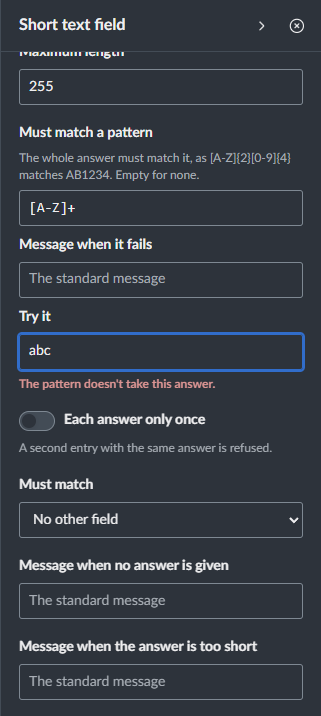 Short text field
Maximum length
255
Must match a pattern
The whole answer must match it, as [A-Z]{2}[0-9]{4}
matches AB1234. Empty for none.
[A-Z]+
Message when it fails
The standard message
Try it
abc
The pattern doesn't take this answer.
Each answer only once
A second entry with the same answer is refused.
Must match
No other field
Message when no answer is given
The standard message
Message when the answer is too short
The standard message